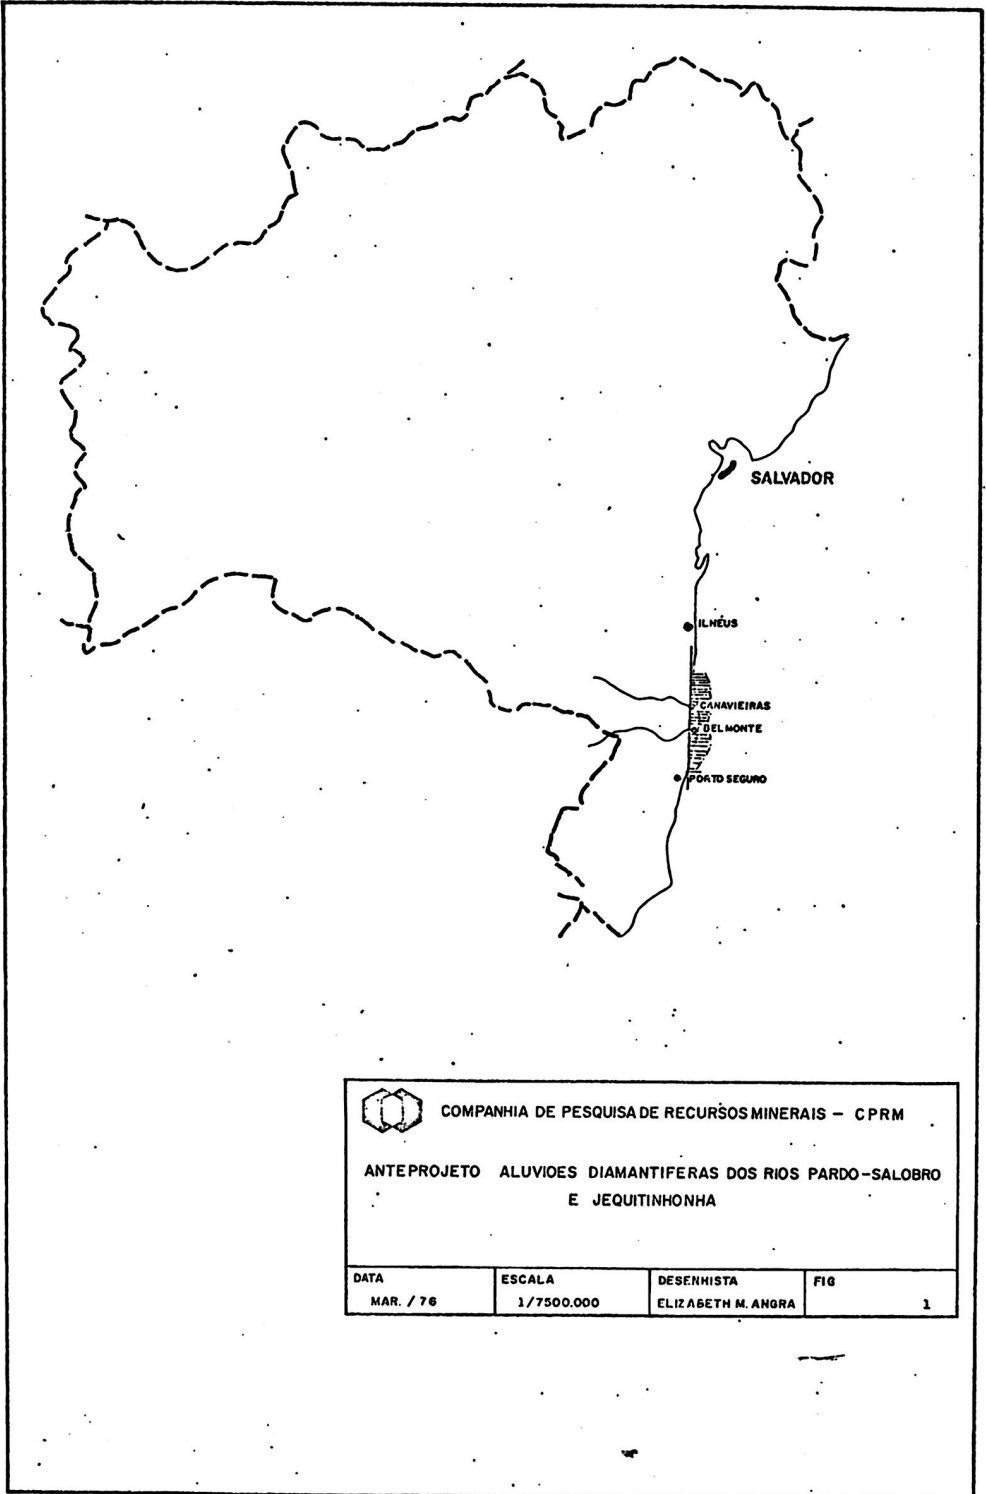 SALVADOR
ILHÉUS
CANAVIEIRAS
BELMONTE
PORTO SEGURO
COMPANHIA DE PESQUISA DE RECURSOS MINERAIS - CPRM
ANTEPROJETO ALUVIOES DIAMANTIFERAS DOS RIOS PARDO-SALOBRO
E JEQUITINHONHA
DATA ESCALA DESENHISTA FIG
MAR. / 76 1/7500.000 ELIZABETH M. ANGRA 1